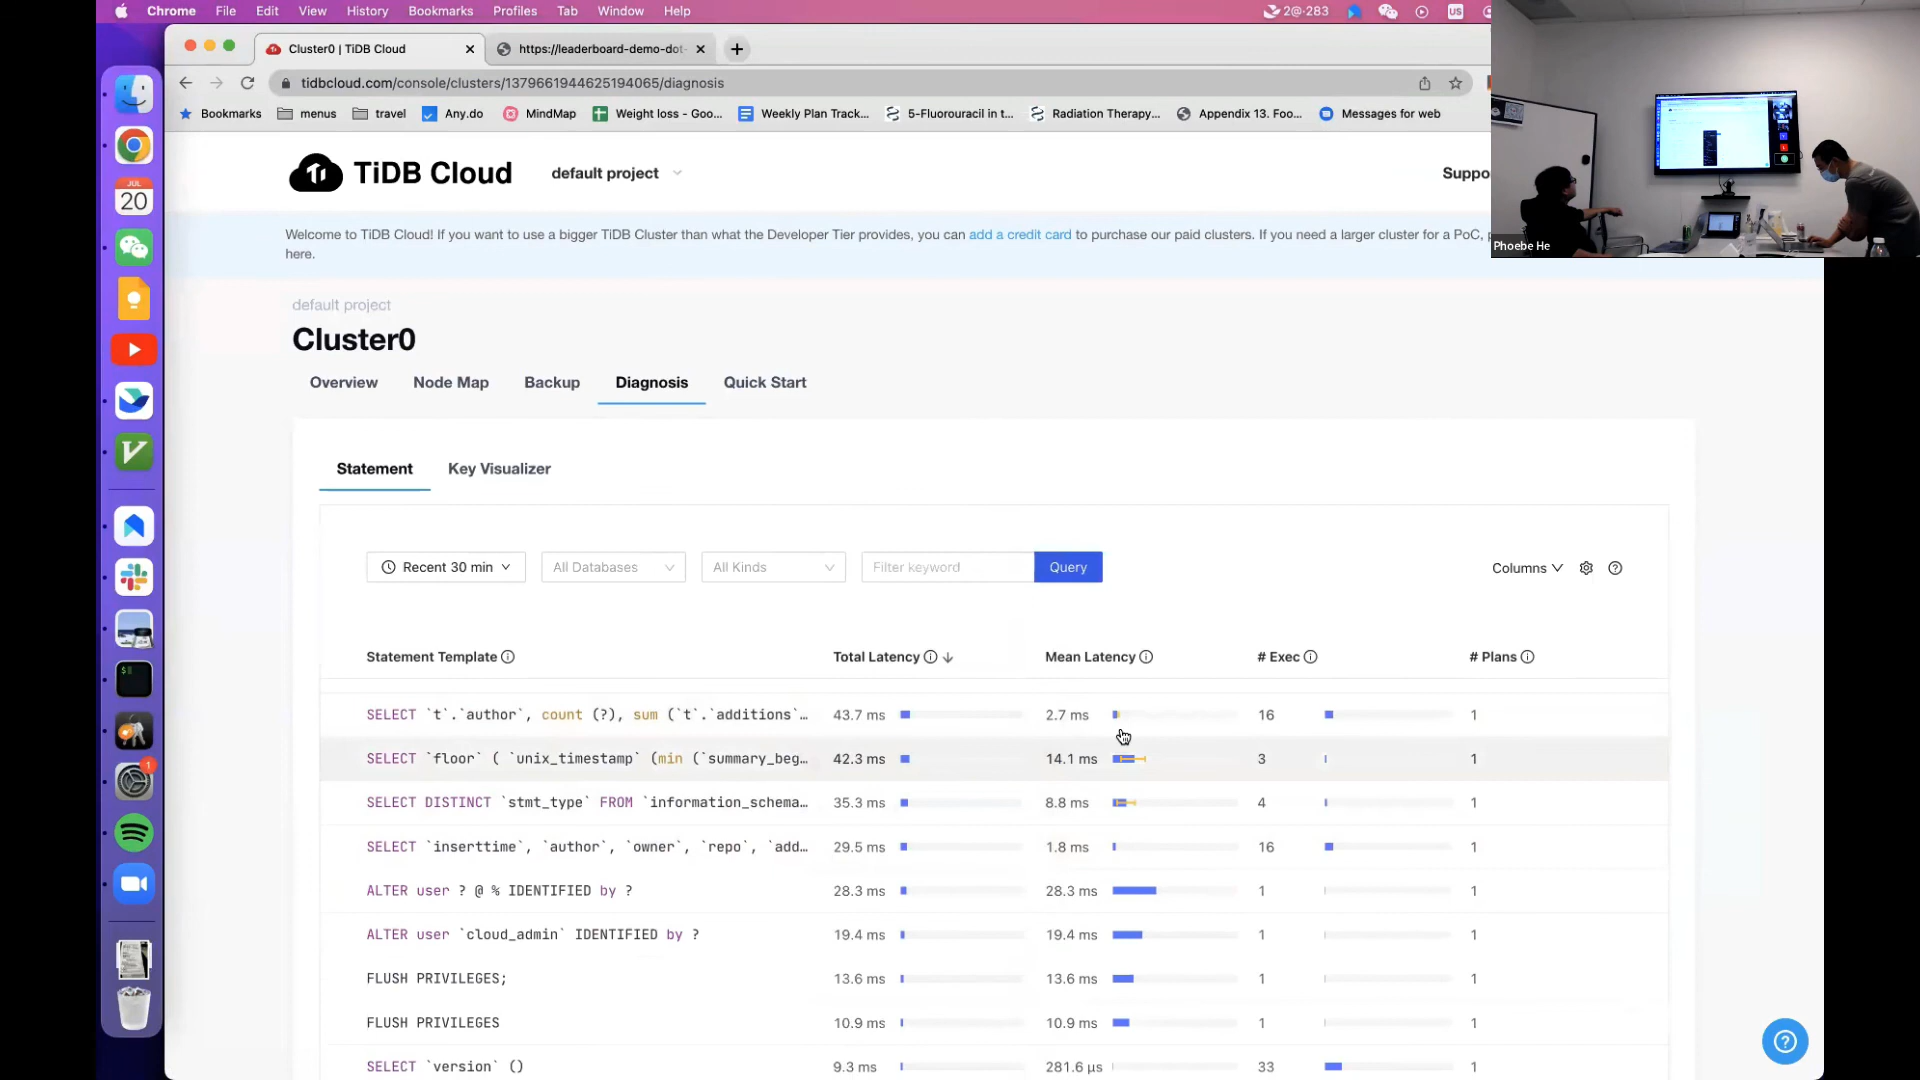 Chrome File Edit View History Bookmarks Profiles Tab Window Help 2@·283 US
Cluster0 | TiDB Cloud https://leaderboard-demo-dot-
tidbcloud.com/console/clusters/1379661944625194065/diagnosis
Bookmarks menus travel Any.do MindMap Weight loss - Goo... Weekly Plan Track... 5-Fluorouracil in t... Radiation Therapy... Appendix 13. Foo... Messages for web
JUL
20
TiDB Cloud default project Suppo
Phoebe He
Welcome to TiDB Cloud! If you want to use a bigger TiDB Cluster than what the Developer Tier provides, you can add a credit card to purchase our paid clusters. If you need a larger cluster for a PoC,
here.
default project
Cluster0
Overview Node Map Backup Diagnosis Quick Start
Statement Key Visualizer
Recent 30 min All Databases All Kinds Filter keyword Query Columns
Statement Template Total Latency Mean Latency # Exec # Plans
SELECT `t`.`author`, count (?), sum (`t`.`additions`… 43.7 ms 2.7 ms 16 1
SELECT `floor` ( `unix_timestamp` (min (`summary_beg… 42.3 ms 14.1 ms 3 1
SELECT DISTINCT `stmt_type` FROM `information_schema… 35.3 ms 8.8 ms 4 1
SELECT `inserttime`, `author`, `owner`, `repo`, `add… 29.5 ms 1.8 ms 16 1
ALTER user ? @ % IDENTIFIED by ? 28.3 ms 28.3 ms 1 1
ALTER user `cloud_admin` IDENTIFIED by ? 19.4 ms 19.4 ms 1 1
FLUSH PRIVILEGES; 13.6 ms 13.6 ms 1 1
FLUSH PRIVILEGES 10.9 ms 10.9 ms 1 1
SELECT `version` () 9.3 ms 281.6 μs 33 1
1